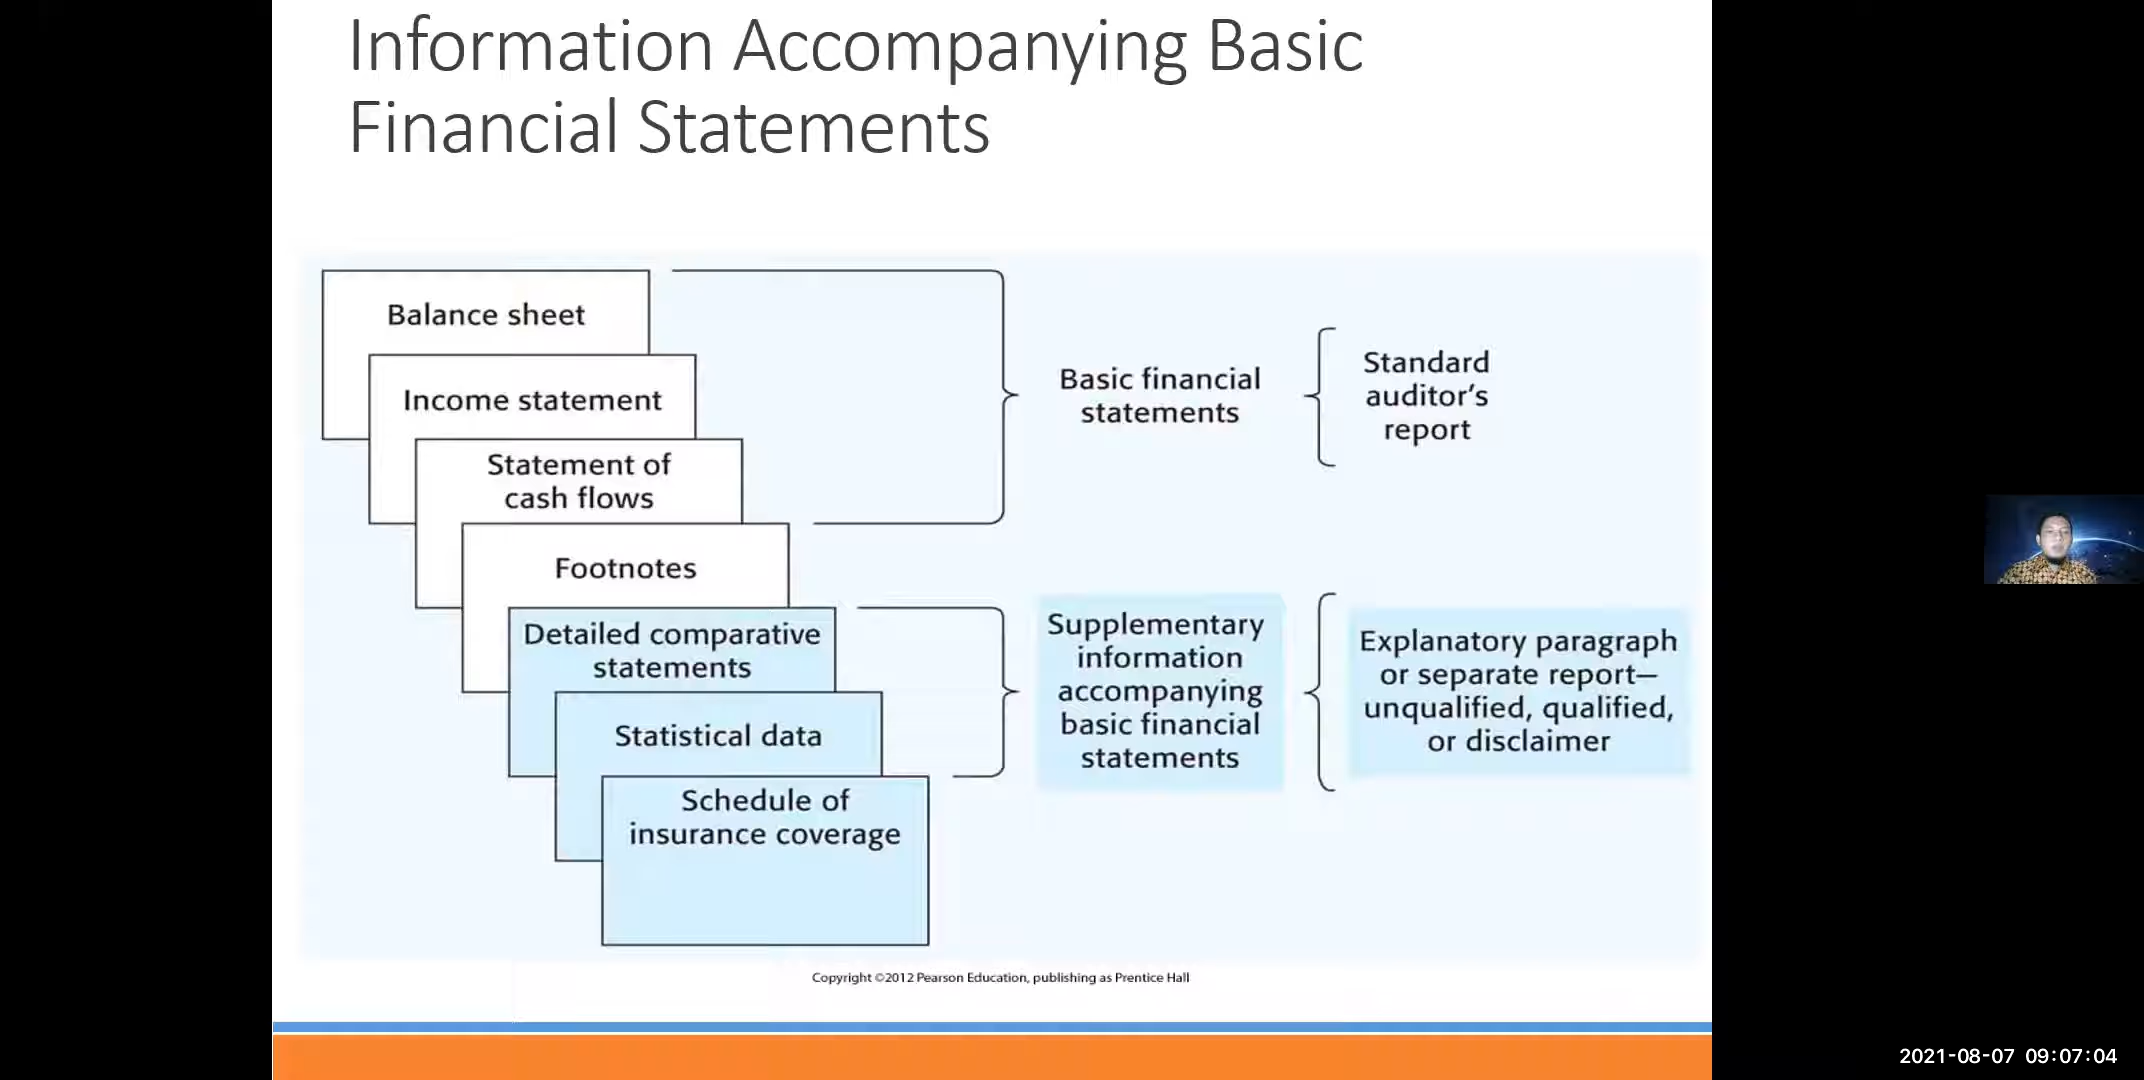 Information Accompanying Basic
Financial Statements
Balance sheet
Income statement
Statement of
cash flows
Footnotes
Detailed comparative
statements
Statistical data
Schedule of
insurance coverage
Basic financial
statements
Standard
auditor's
report
Supplementary
information
accompanying
basic financial
statements
Explanatory paragraph
or separate report—
unqualified, qualified,
or disclaimer
Copyright ©2012 Pearson Education, publishing as Prentice Hall
2021-08-07 09:07:04